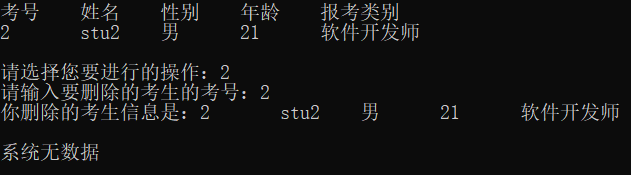 考号 姓名 性别 年龄 报考类别
2 stu2 男 21 软件开发师
请选择您要进行的操作：2
请输入要删除的考生的考号：2
你删除的考生信息是：2 stu2 男 21 软件开发师
系统无数据